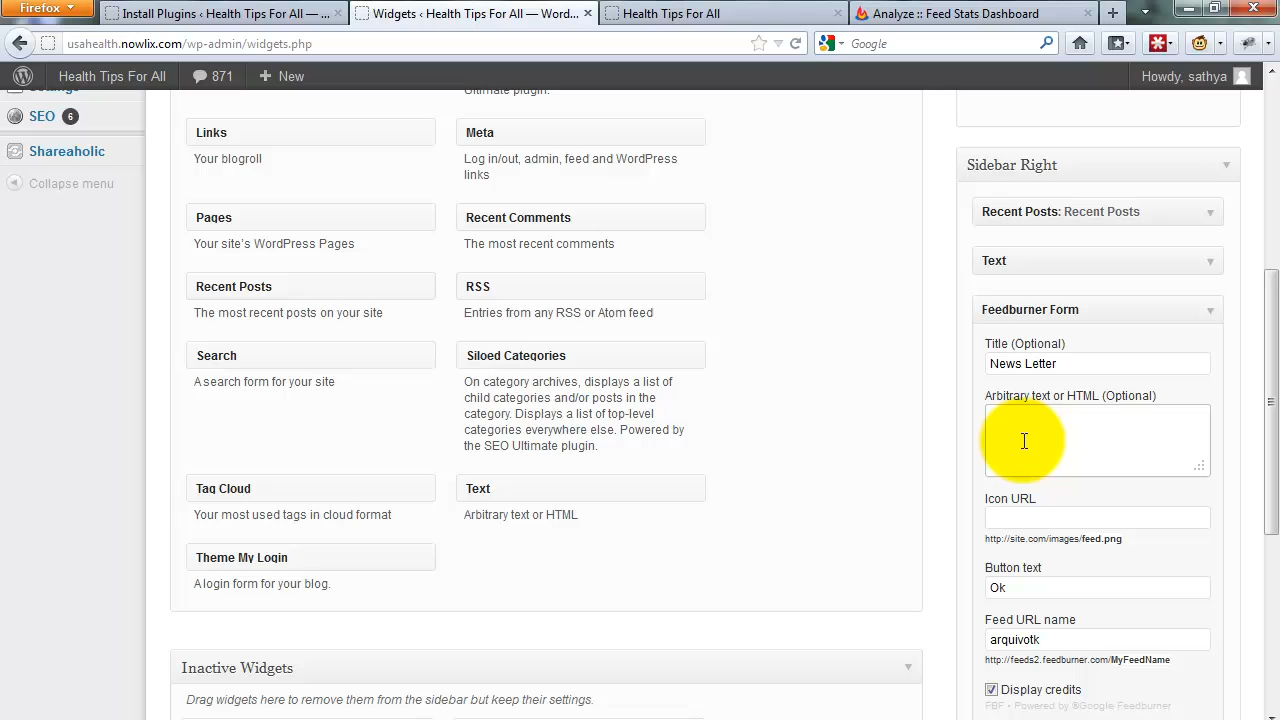 Firefox
Install Plugins ‹ Health Tips For All — ...
Widgets ‹ Health Tips For All — Word...
Health Tips For All
Analyze :: Feed Stats Dashboard
usahealth.nowlix.com/wp-admin/widgets.php
Google
Health Tips For All
871
New
Howdy, sathya
SEO 6
Shareaholic
Collapse menu
Ultimate plugin.
Links
Your blogroll
Meta
Log in/out, admin, feed and WordPress
links
Pages
Your site's WordPress Pages
Recent Comments
The most recent comments
Recent Posts
The most recent posts on your site
RSS
Entries from any RSS or Atom feed
Search
A search form for your site
Siloed Categories
On category archives, displays a list of
child categories and/or posts in the
category. Displays a list of top-level
categories everywhere else. Powered by
the SEO Ultimate plugin.
Tag Cloud
Your most used tags in cloud format
Text
Arbitrary text or HTML
Theme My Login
A login form for your blog.
Inactive Widgets
Drag widgets here to remove them from the sidebar but keep their settings.
Sidebar Right
Recent Posts: Recent Posts
Text
Feedburner Form
Title (Optional)
News Letter
Arbitrary text or HTML (Optional)
Icon URL
http://site.com/images/feed.png
Button text
Ok
Feed URL name
arquivotk
http://feeds2.feedburner.com/MyFeedName
Display credits
FBF • Powered by ®Google Feedburner